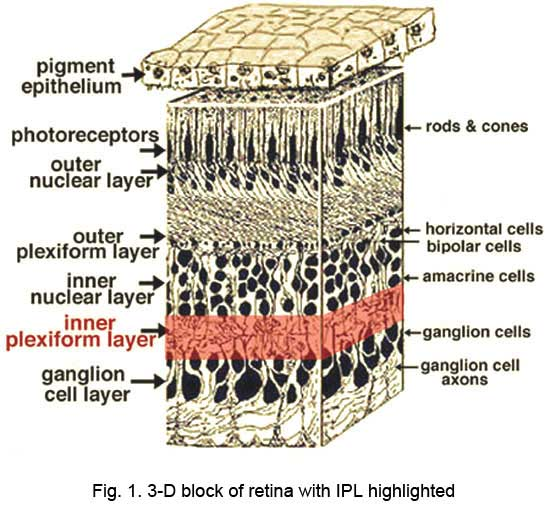 pigment
epithelium
photoreceptors
outer
nuclear layer
outer
plexiform layer
inner
nuclear layer
inner
plexiform layer
ganglion
cell layer
rods & cones
horizontal cells
bipolar cells
amacrine cells
ganglion cells
ganglion cell
axons
Fig. 1. 3-D block of retina with IPL highlighted